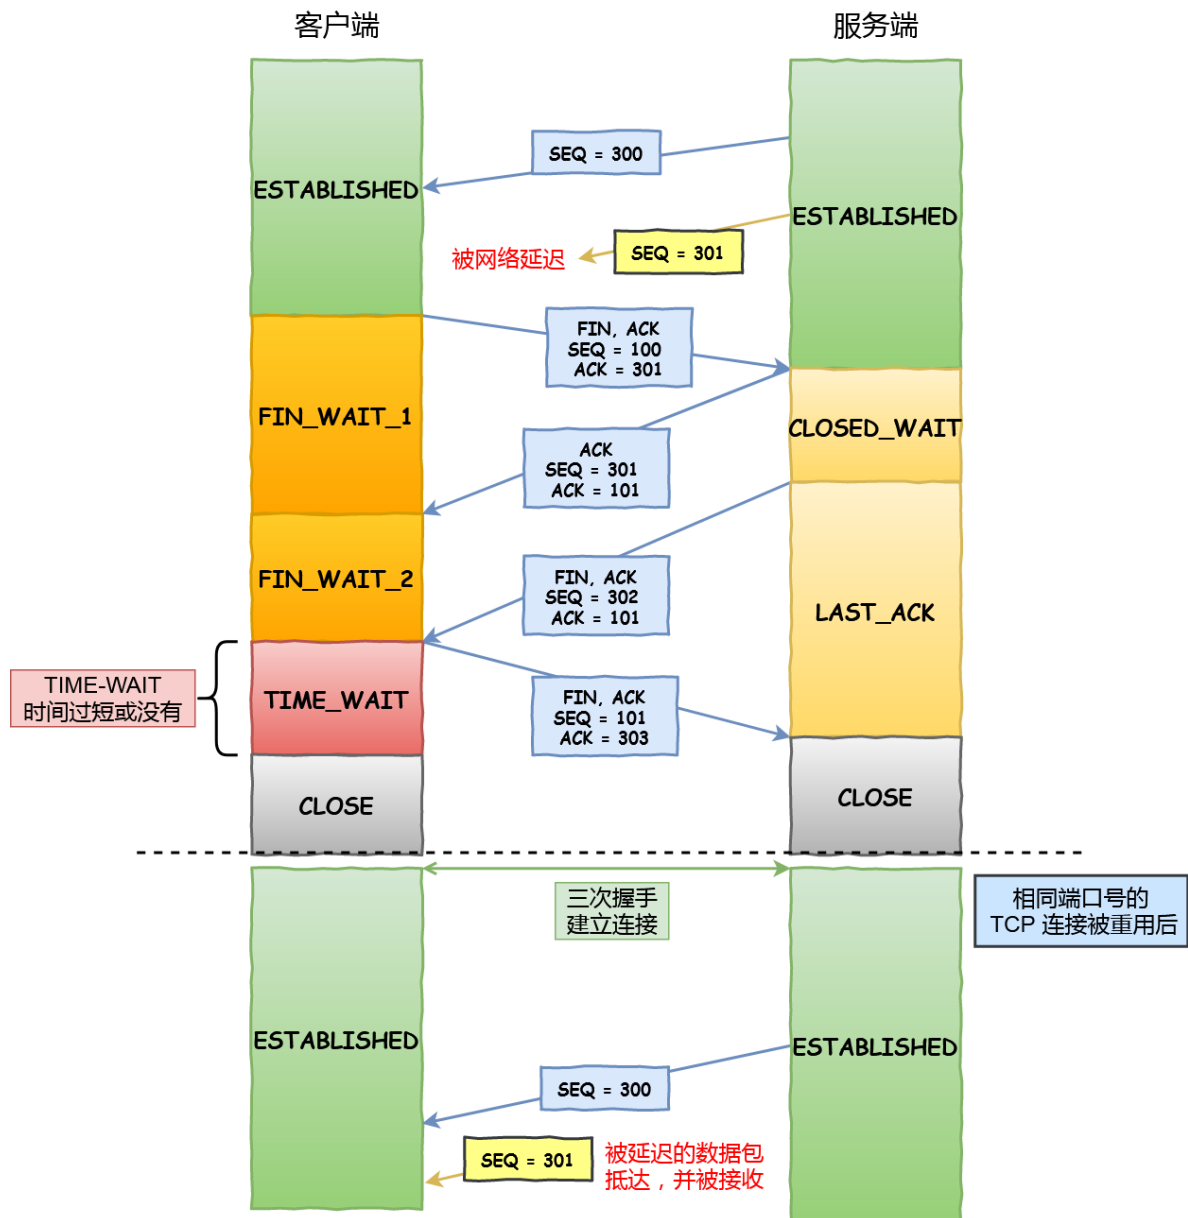 客户端
服务端
SEQ = 300
ESTABLISHED
ESTABLISHED
SEQ = 301
被网络延迟
FIN, ACK
SEQ = 100
ACK = 301
FIN_WAIT_1
CLOSED_WAIT
ACK
SEQ = 301
ACK = 101
FIN_WAIT_2
FIN, ACK
SEQ = 302
ACK = 101
LAST_ACK
TIME-WAIT
时间过短或没有
TIME_WAIT
FIN, ACK
SEQ = 101
ACK = 303
CLOSE
CLOSE
三次握手
建立连接
相同端口号的
TCP 连接被重用后
ESTABLISHED
ESTABLISHED
SEQ = 300
SEQ = 301
被延迟的数据包
抵达，并被接收